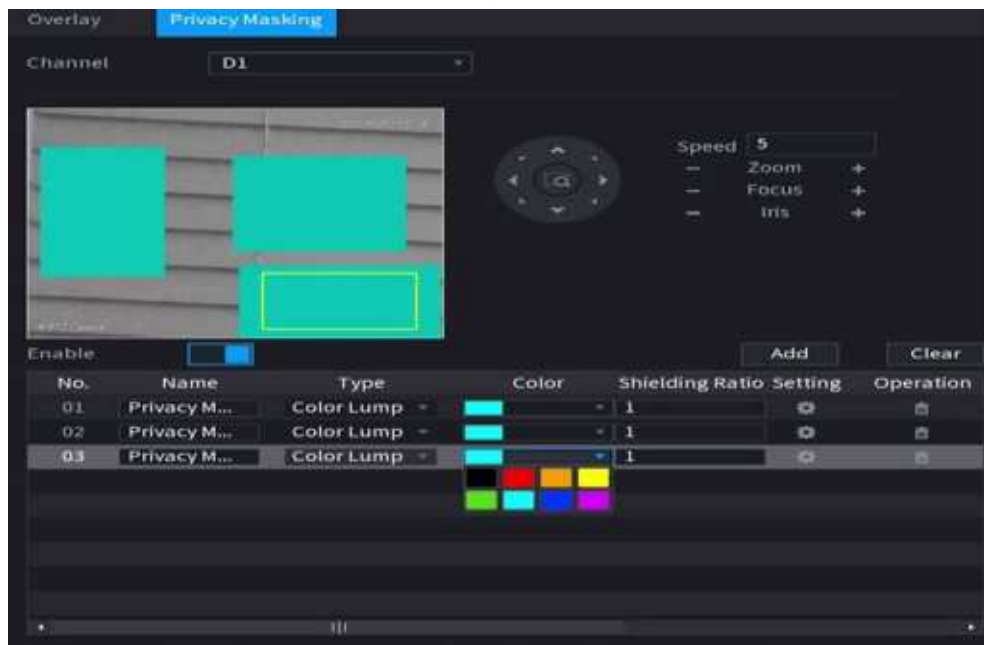 Overlay Privacy Masking
Channel D1
Speed 5
Zoom
Focus
Iris
Enable Add Clear
No. Name Type Color Shielding Ratio Setting Operation
01 Privacy M... Color Lump 1
02 Privacy M... Color Lump 1
03 Privacy M... Color Lump 1